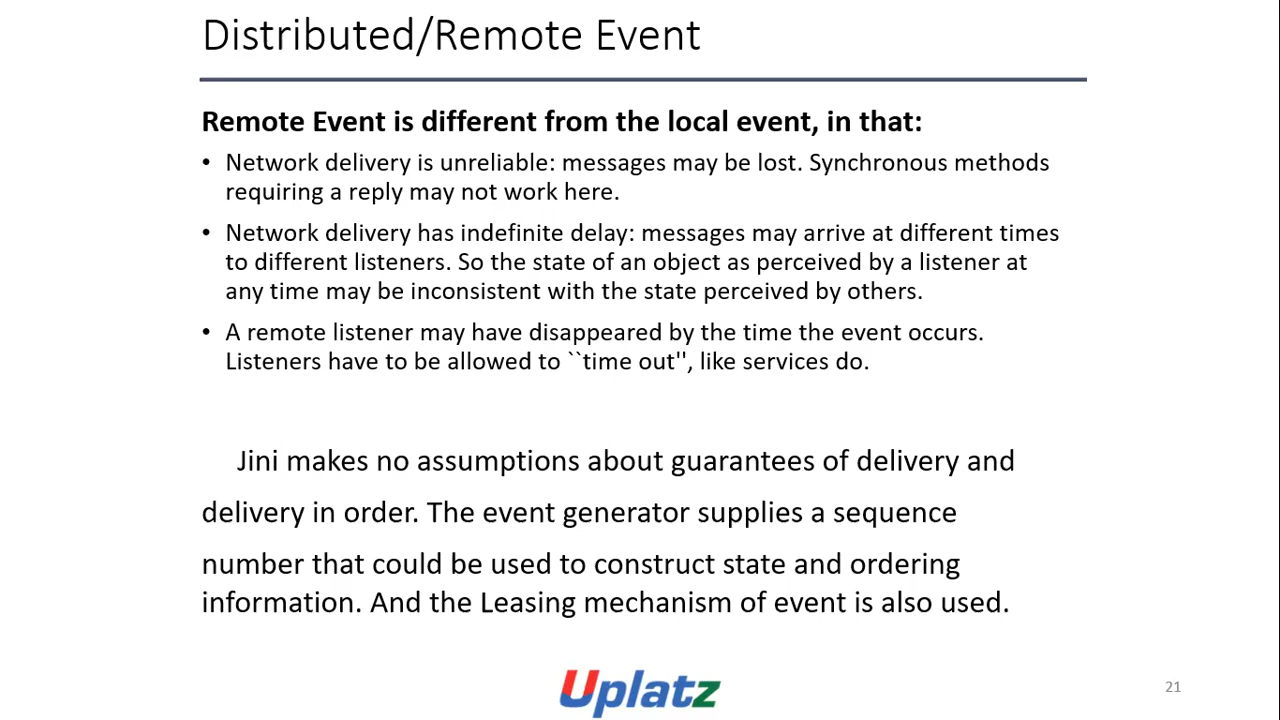 Distributed/Remote Event
Remote Event is different from the local event, in that:
• Network delivery is unreliable: messages may be lost. Synchronous methods
requiring a reply may not work here.
• Network delivery has indefinite delay: messages may arrive at different times
to different listeners. So the state of an object as perceived by a listener at
any time may be inconsistent with the state perceived by others.
• A remote listener may have disappeared by the time the event occurs.
Listeners have to be allowed to ``time out'', like services do.
Jini makes no assumptions about guarantees of delivery and
delivery in order. The event generator supplies a sequence
number that could be used to construct state and ordering
information. And the Leasing mechanism of event is also used.
Uplatz
21